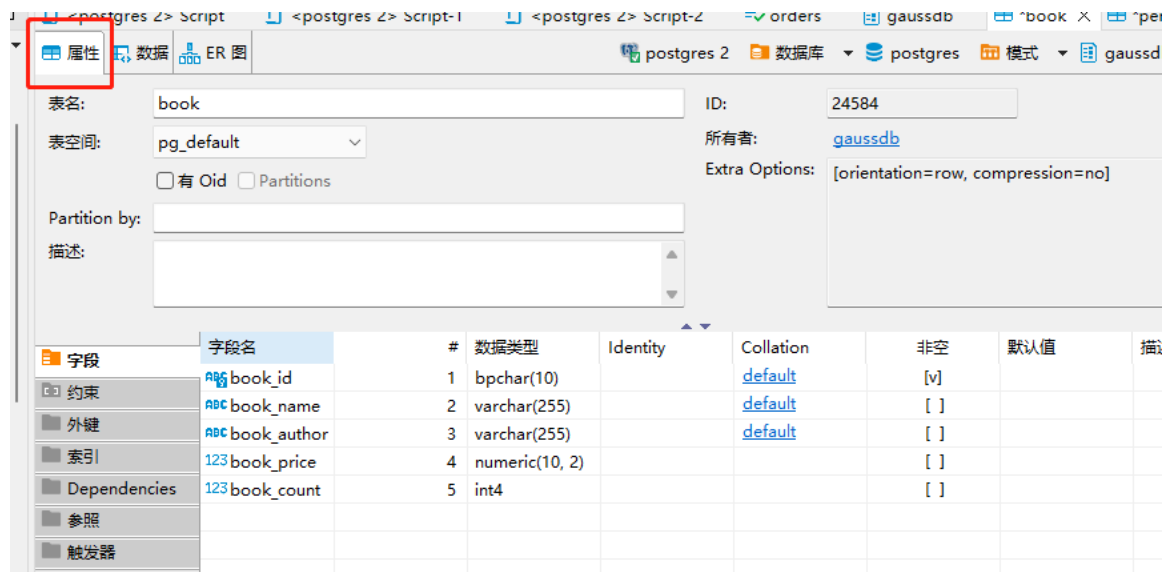 <postgres 2> Script <postgres 2> Script-1 <postgres 2> Script-2 orders gaussdb *book
属性 数据 ER 图 postgres 2 数据库 postgres 模式 gaussd
表名: book ID: 24584
表空间: pg_default 所有者: gaussdb
有 Oid Partitions Extra Options: [orientation=row, compression=no]
Partition by:
描述:
字段名 # 数据类型 Identity Collation 非空 默认值
字段
book_id 1 bpchar(10) default [v]
约束
book_name 2 varchar(255) default [ ]
外键
book_author 3 varchar(255) default [ ]
索引
book_price 4 numeric(10, 2) [ ]
Dependencies
book_count 5 int4 [ ]
参照
触发器